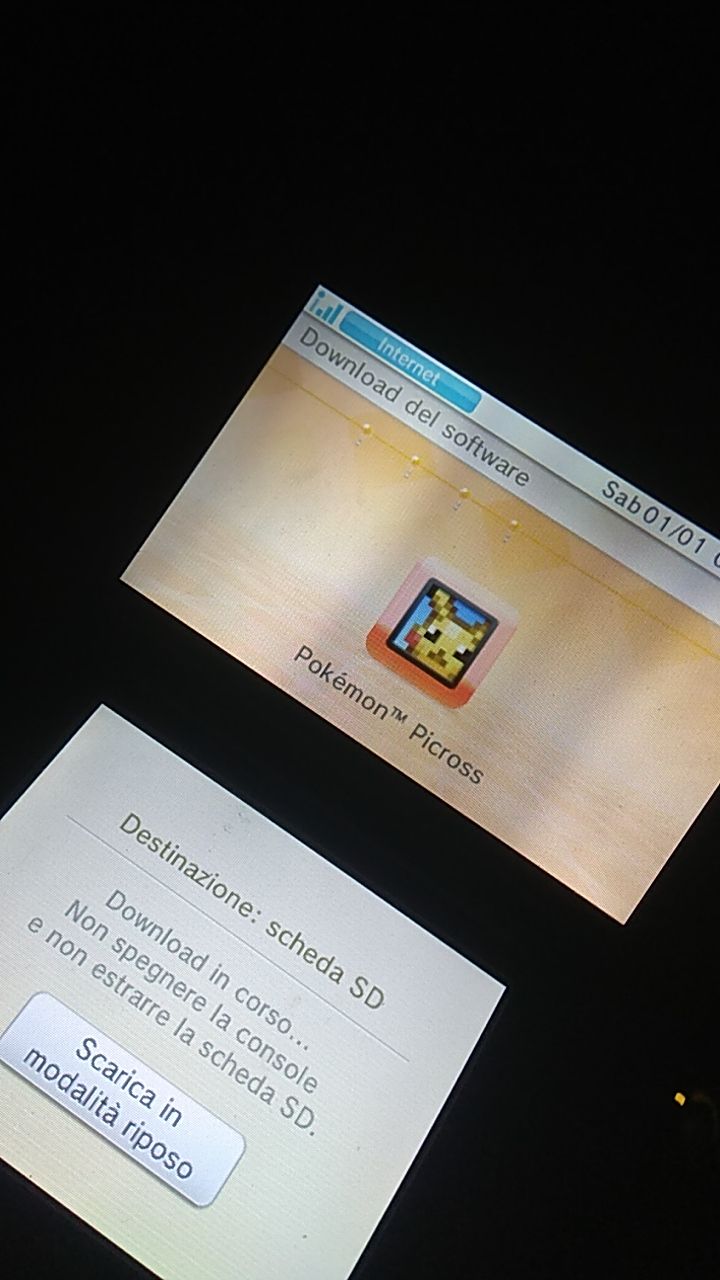 Internet
Download del software
Sab 01/01
Pokémon™ Picross
Destinazione: scheda SD
Download in corso...
Non spegnere la console
e non estrarre la scheda SD.
Scarica in
modalità riposo